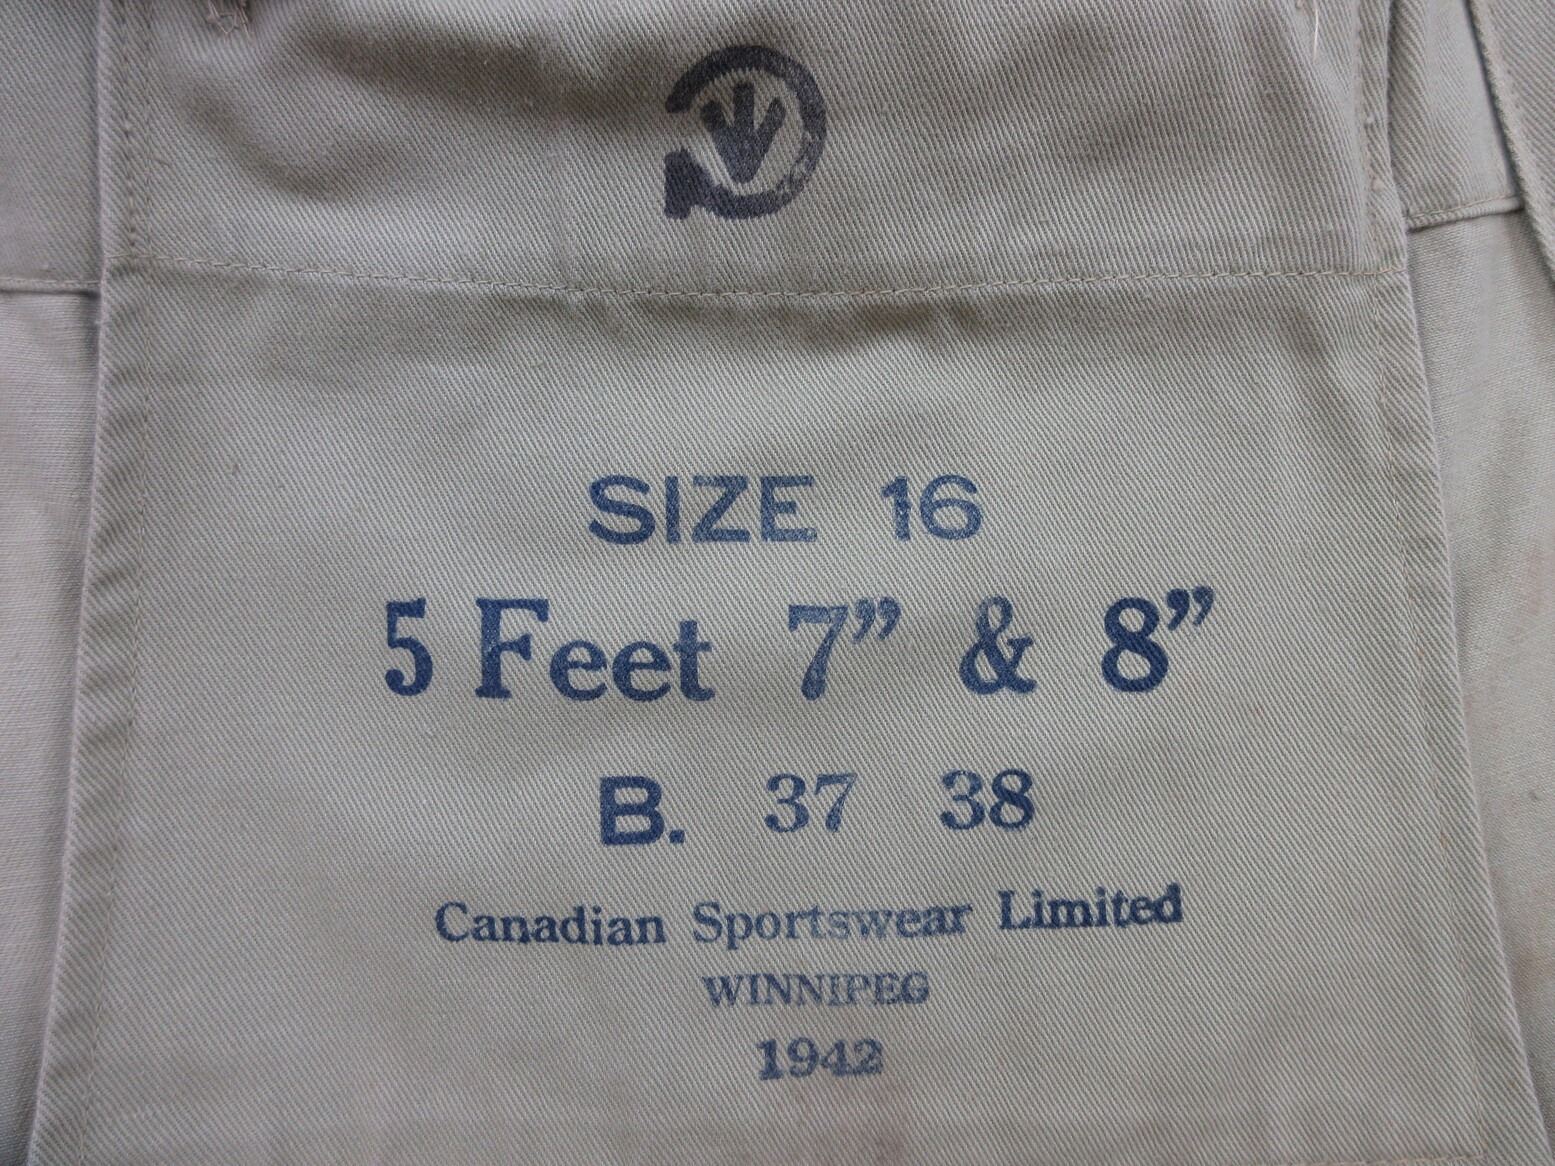 SIZE 16
5 Feet 7” & 8”
B. 37 38
Canadian Sportswear Limited
WINNIPEG
1942